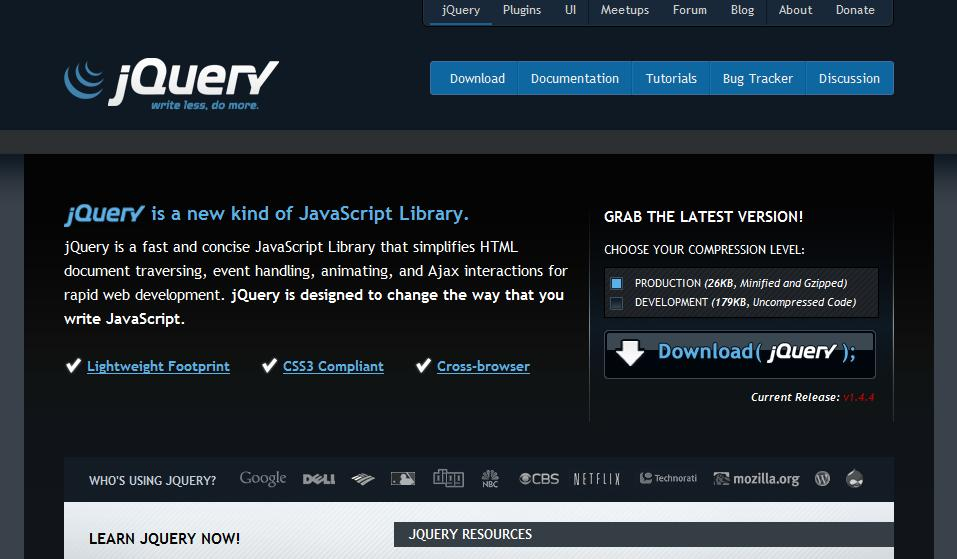 jQuery Plugins UI Meetups Forum Blog About Donate
jQuery
write less, do more.
Download Documentation Tutorials Bug Tracker Discussion
jQuery is a new kind of JavaScript Library.
jQuery is a fast and concise JavaScript Library that simplifies HTML
document traversing, event handling, animating, and Ajax interactions for
rapid web development. jQuery is designed to change the way that you
write JavaScript.
Lightweight Footprint CSS3 Compliant Cross-browser
GRAB THE LATEST VERSION!
CHOOSE YOUR COMPRESSION LEVEL:
PRODUCTION (26KB, Minified and Gzipped)
DEVELOPMENT (179KB, Uncompressed Code)
Download( jQuery );
Current Release: v1.4.4
WHO'S USING JQUERY? Google DELL NBC CBS NETFLIX Technorati mozilla.org
LEARN JQUERY NOW!
JQUERY RESOURCES